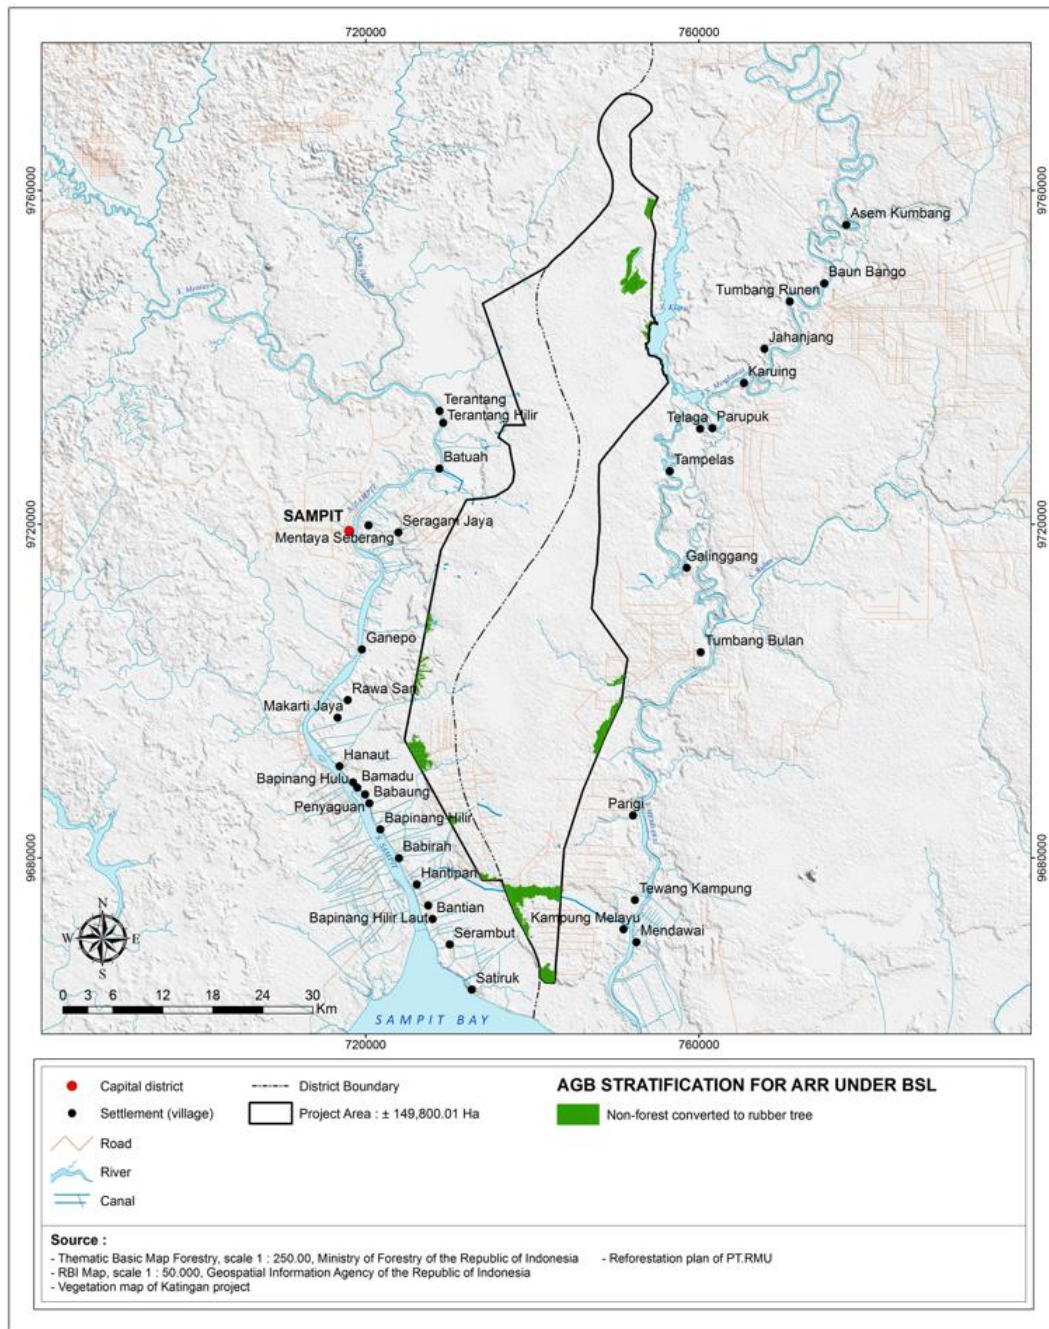 720000
760000
9760000
9760000
Asem Kumbang
Baun Bango
Tumbang Runen
S. Mentaya
Jahanjang
Karuing
Terantang
Terantang Hilir
Telaga
Parupuk
Batuah
Tampelas
S. SAMPIT
SAMPIT
Seragam Jaya
Mentaya Seberang
9720000
9720000
Galinggang
Ganepo
Tumbang Bulan
Rawa Sari
Makarti Jaya
Hanaut
Bapinang Hulu
Bamadu
Babaung
Penyaguan
Parigi
Bapinang Hilir
S. SAMPIT
Babirah
9680000
9680000
Hantipan
Tewang Kampung
Bantian
Bapinang Hilir Laut
Kampung Melayu
Mendawai
Serambut
N
W
E
S
Satiruk
0 3 6 12 18 24 30
Km
SAMPIT BAY
720000
760000
Capital district
District Boundary
AGB STRATIFICATION FOR ARR UNDER BSL
Settlement (village)
Project Area : ± 149,800.01 Ha
Non-forest converted to rubber tree
Road
River
Canal
Source :
- Thematic Basic Map Forestry, scale 1 : 250.00, Ministry of Forestry of the Republic of Indonesia
- Reforestation plan of PT.RMU
- RBI Map, scale 1 : 50.000, Geospatial Information Agency of the Republic of Indonesia
- Vegetation map of Katingan project